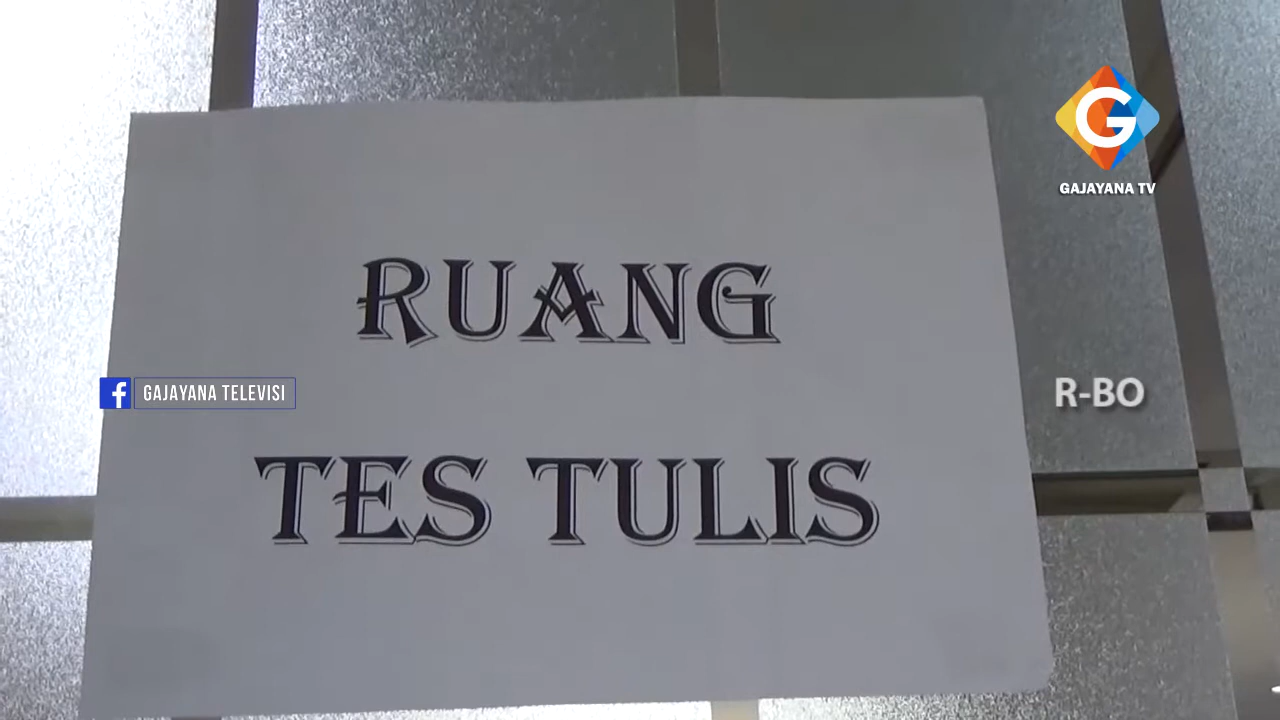 GAJAYANA TV
RUANG
GAJAYANA TELEVISI
R-BO
TES TULIS